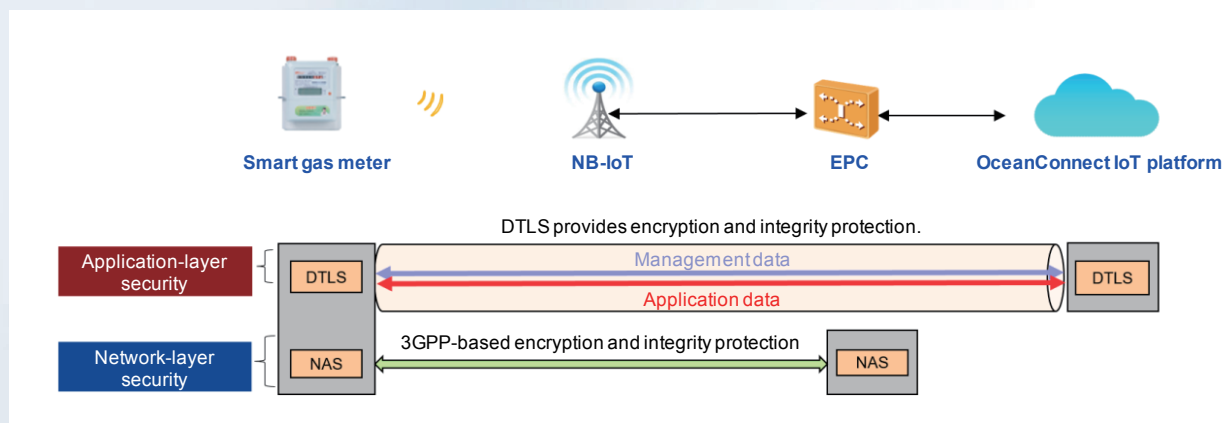 Smart gas meter
NB-IoT
EPC
OceanConnect IoT platform
DTLS provides encryption and integrity protection.
Application-layer
security
DTLS
Management data
Application data
DTLS
Network-layer
security
NAS
3GPP-based encryption and integrity protection
NAS